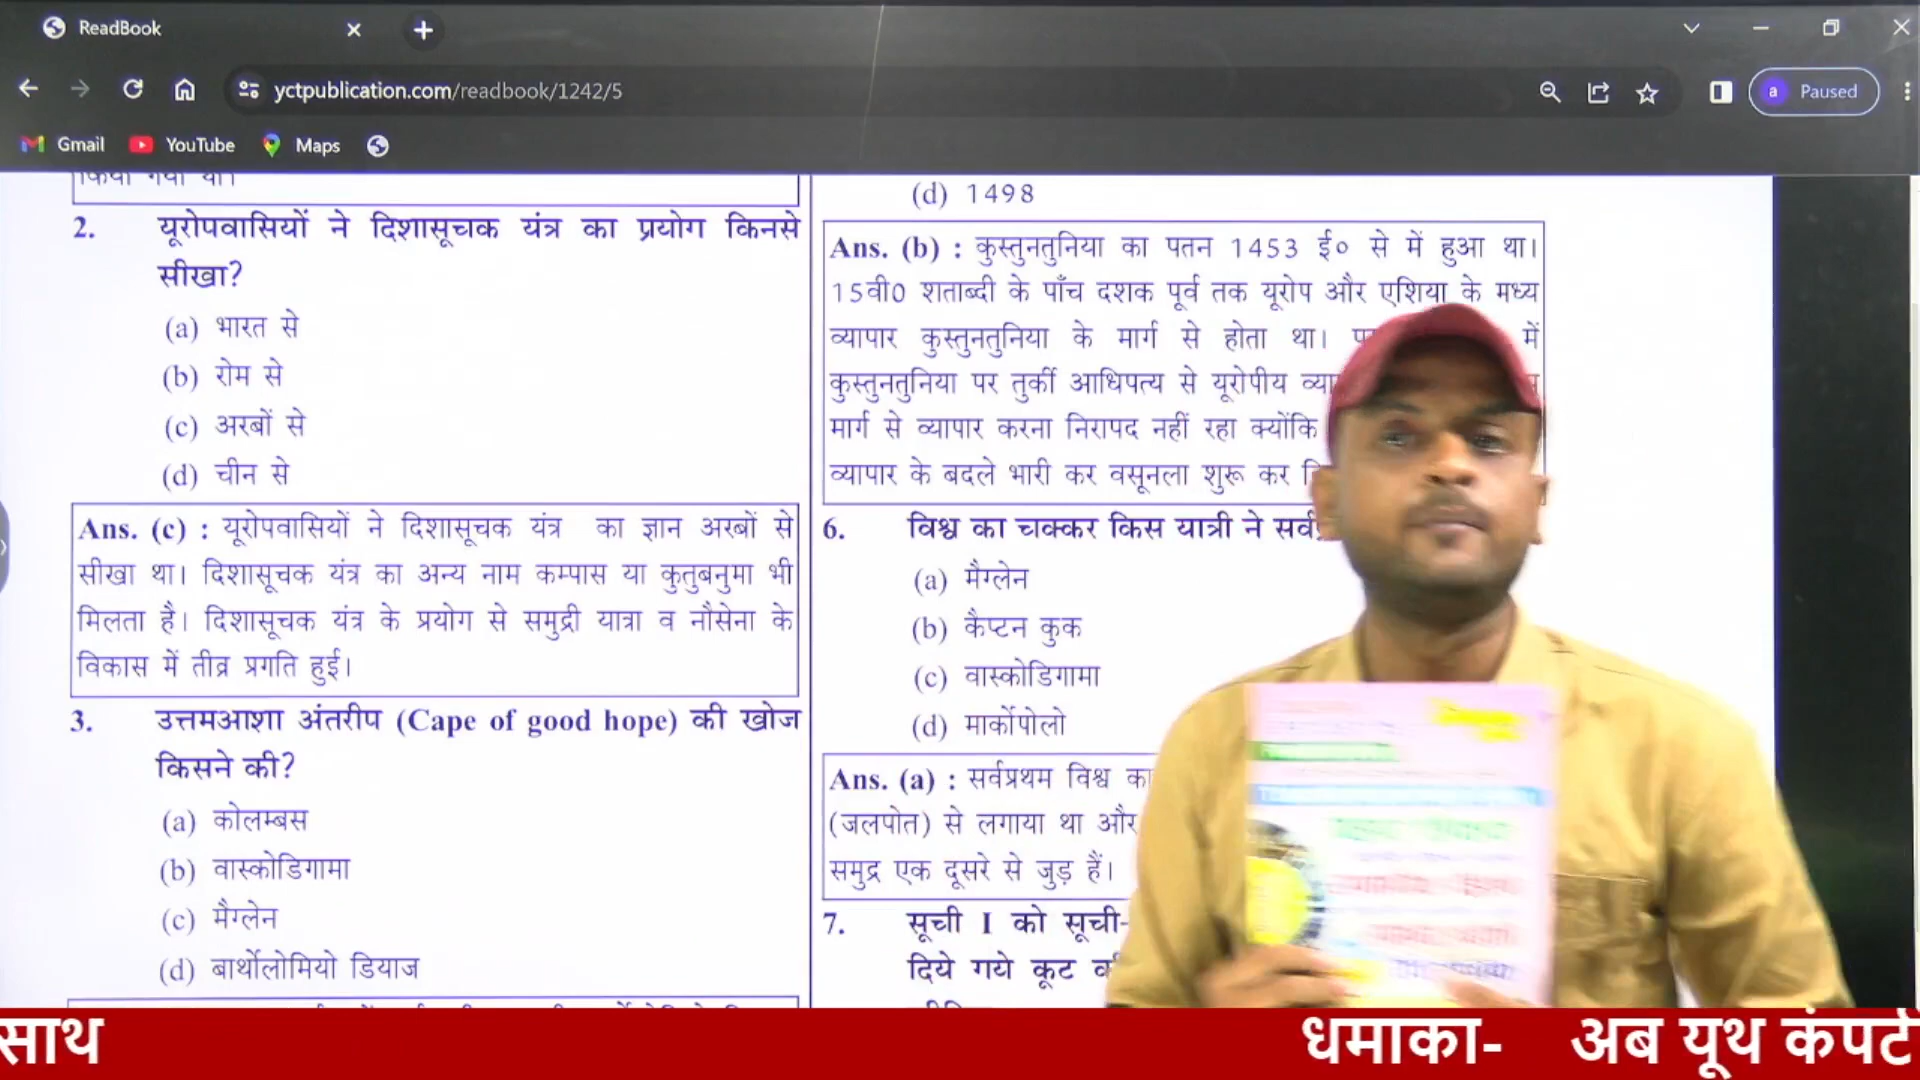 ReadBook
yctpublication.com/readbook/1242/5
a Paused
Gmail YouTube Maps
किया गया था।
2. यूरोपवासियों ने दिशासूचक यंत्र का प्रयोग किनसे
सीखा?
(a) भारत से
(b) रोम से
(c) अरबों से
(d) चीन से
Ans. (c) : यूरोपवासियों ने दिशासूचक यंत्र का ज्ञान अरबों से
सीखा था। दिशासूचक यंत्र का अन्य नाम कम्पास या कुतुबनुमा भी
मिलता है। दिशासूचक यंत्र के प्रयोग से समुद्री यात्रा व नौसेना के
विकास में तीव्र प्रगति हुई।
3. उत्तमआशा अंतरीप (Cape of good hope) की खोज
किसने की?
(a) कोलम्बस
(b) वास्कोडिगामा
(c) मैग्लेन
(d) बार्थोलोमियो डियाज
(d) 1498
Ans. (b) : कुस्तुनतुनिया का पतन 1453 ई० से में हुआ था।
15वी0 शताब्दी के पाँच दशक पूर्व तक यूरोप और एशिया के मध्य
व्यापार कुस्तुनतुनिया के मार्ग से होता था। में
कुस्तुनतुनिया पर तुर्की आधिपत्य से यूरोपीय
मार्ग से व्यापार करना निरापद नहीं रहा क्योंकि
व्यापार के बदले भारी कर वसूनला शुरू कर
6. विश्व का चक्कर किस यात्री ने
(a) मैग्लेन
(b) कैप्टन कुक
(c) वास्कोडिगामा
(d) मार्कोपोलो
Ans. (a) : सर्वप्रथम विश्व का
(जलपोत) से लगाया था और
समुद्र एक दूसरे से जुड़ हैं।
7. सूची I को सूची-
दिये गये कूट
साथ धमाका- अब यूथ कंपटी